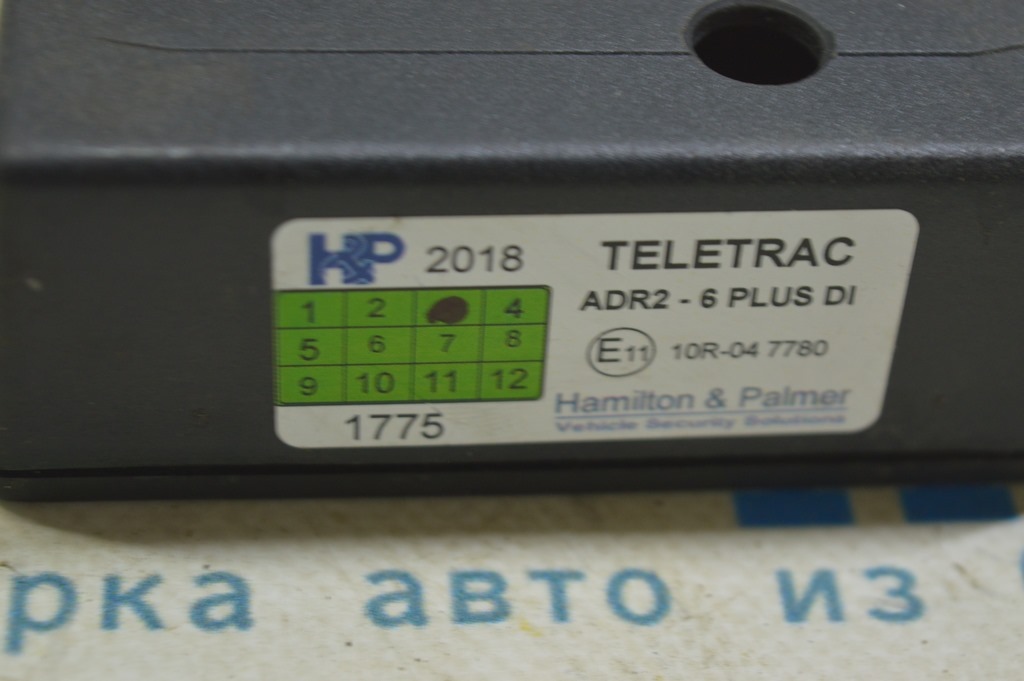 HP 2018
TELETRAC
ADR2 - 6 PLUS DI
1 2 4
5 6 7 8
9 10 11 12
1775
E11 10R-04 7780
Hamilton & Palmer
Vehicle Security Solutions
рка авто из